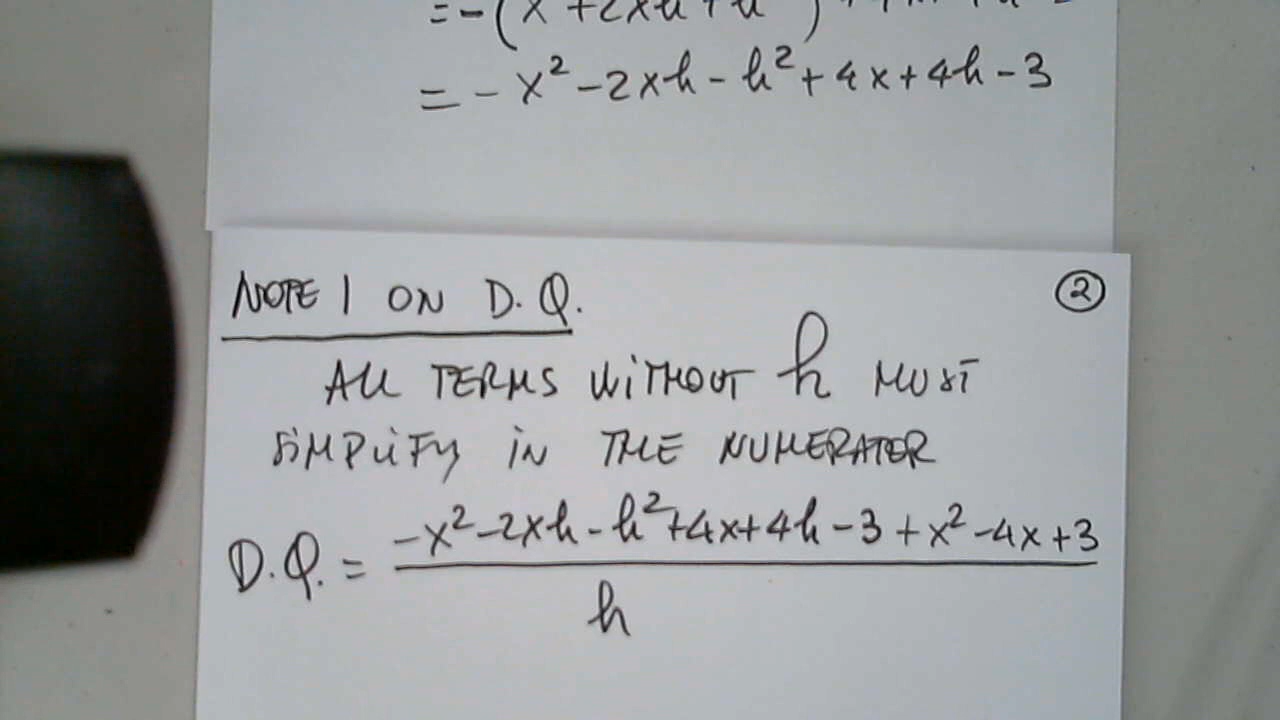 = - x² - 2xh - h² + 4x + 4h - 3
NOTE 1 ON D.Q.
②
All TERMS WiTHOUT h MUST
SiMPLiFY iN THE NUMERATER
D.Q. = (-x² - 2xh - h² + 4x + 4h - 3 + x² - 4x + 3) / h